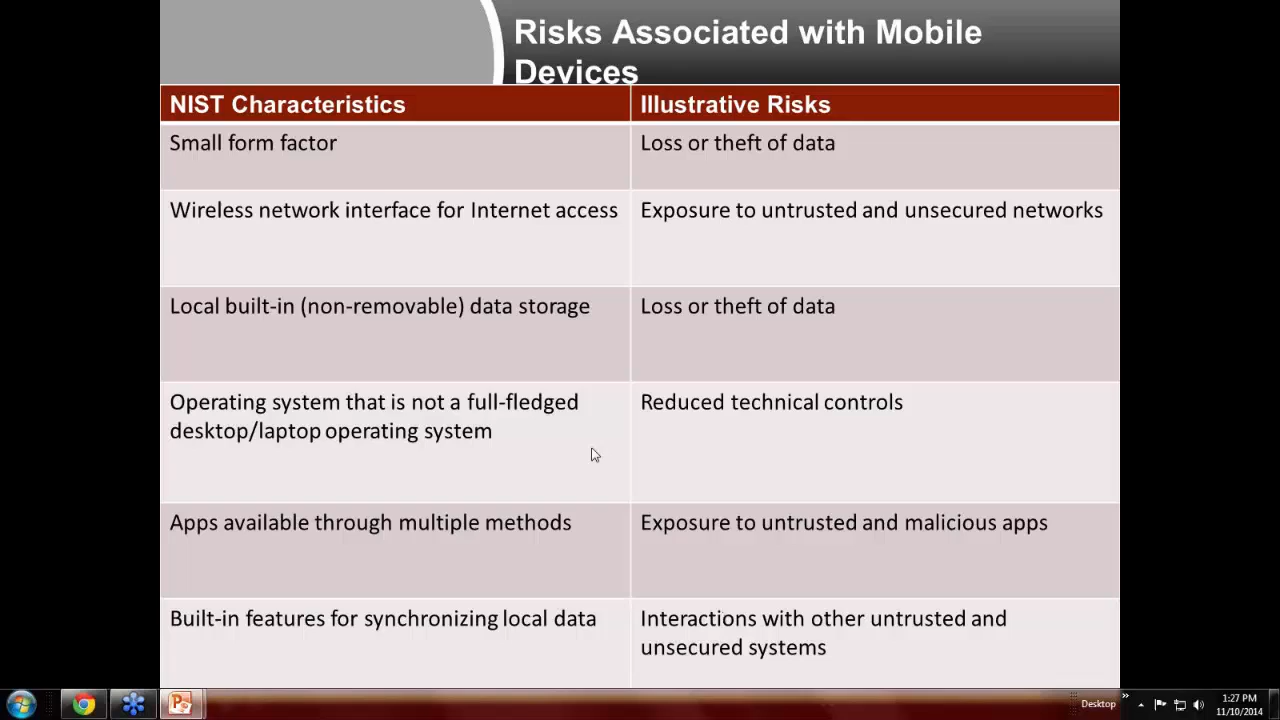 Risks Associated with Mobile
Devices
NIST Characteristics
Illustrative Risks
Small form factor
Loss or theft of data
Wireless network interface for Internet access
Exposure to untrusted and unsecured networks
Local built-in (non-removable) data storage
Loss or theft of data
Operating system that is not a full-fledged
desktop/laptop operating system
Reduced technical controls
Apps available through multiple methods
Exposure to untrusted and malicious apps
Built-in features for synchronizing local data
Interactions with other untrusted and
unsecured systems
Desktop
1:27 PM
11/10/2014